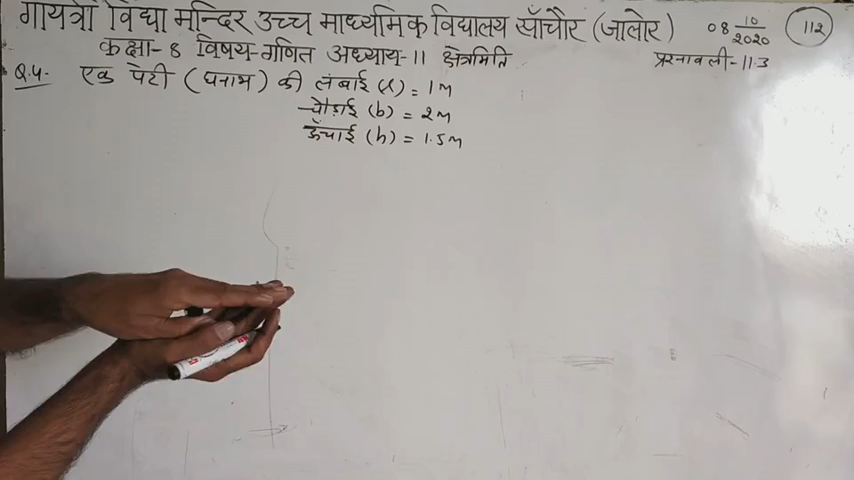 गायत्री विद्या मन्दिर उच्च माध्यमिक विद्यालय साँचौर (जालोर) 08 10/2020 112
कक्षा-8 विषय-गणित अध्याय-11 क्षेत्रमिति प्रश्नावली-11.3
Q.4. एक पेटी (घनाभ) की लंबाई (l) = 1M
चौड़ाई (b) = 2M
ऊँचाई (h) = 1.5M